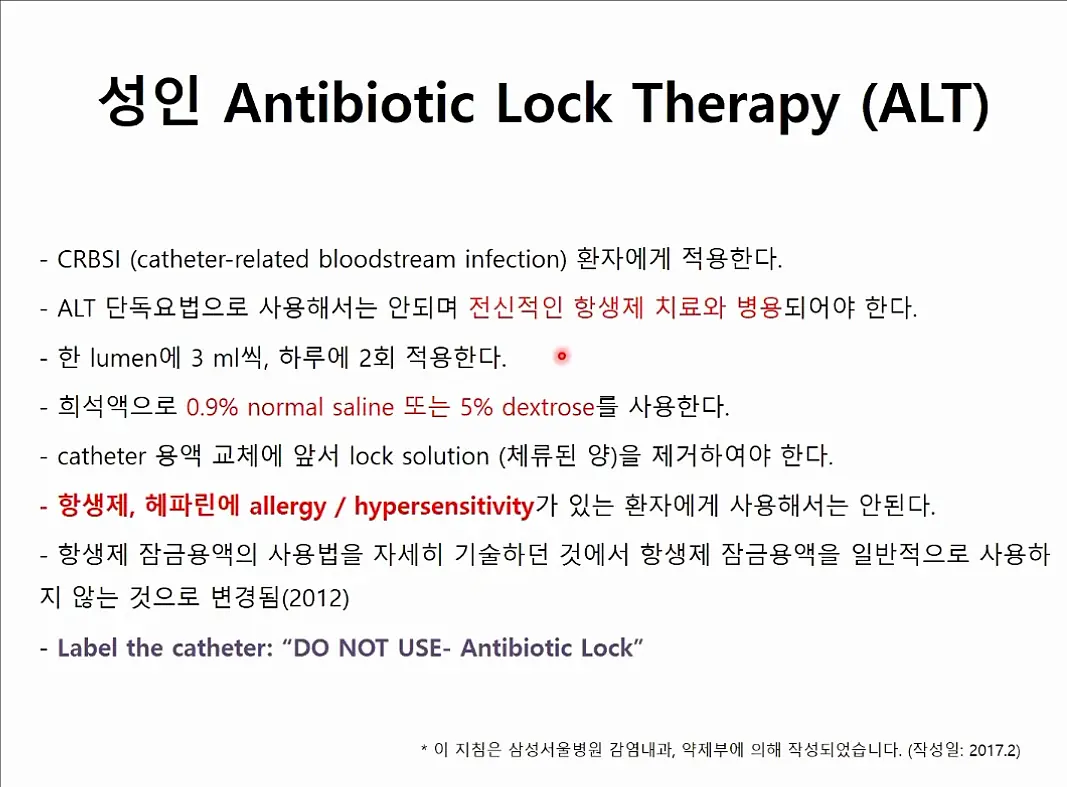 성인 Antibiotic Lock Therapy (ALT)
- CRBSI (catheter-related bloodstream infection) 환자에게 적용한다.
- ALT 단독요법으로 사용해서는 안되며 전신적인 항생제 치료와 병용되어야 한다.
- 한 lumen에 3 ml씩, 하루에 2회 적용한다.
- 희석액으로 0.9% normal saline 또는 5% dextrose를 사용한다.
- catheter 용액 교체에 앞서 lock solution (체류된 양)을 제거하여야 한다.
- 항생제, 헤파린에 allergy / hypersensitivity가 있는 환자에게 사용해서는 안된다.
- 항생제 잠금용액의 사용법을 자세히 기술하던 것에서 항생제 잠금용액을 일반적으로 사용하
지 않는 것으로 변경됨(2012)
- Label the catheter: “DO NOT USE- Antibiotic Lock”
* 이 지침은 삼성서울병원 감염내과, 약제부에 의해 작성되었습니다. (작성일: 2017.2)